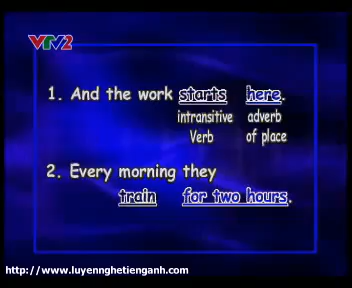 VTV2
1. And the work starts here.
intransitive adverb
Verb of place
2. Every morning they
train for two hours.
http://www.luyennghetienganh.com